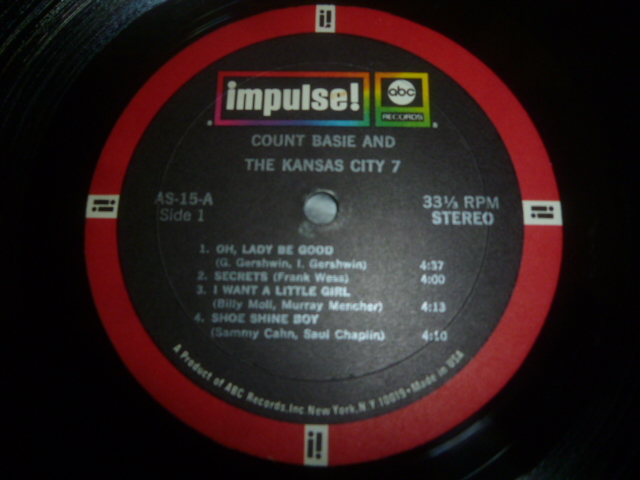 i!
impulse!
abc
RECORDS
COUNT BASIE AND
THE KANSAS CITY 7
AS-15-A
Side 1
33⅓ RPM
STEREO
1. OH, LADY BE GOOD
(G. Gershwin, I. Gershwin) 4:37
2. SECRETS (Frank Wess) 4:00
3. I WANT A LITTLE GIRL
(Billy Moll, Murray Mencher) 4:13
4. SHOE SHINE BOY
(Sammy Cahn, Saul Chaplin) 4:10
A Product of ABC Records, Inc. New York, N Y 10019 • Made in USA
i!
i!
i!